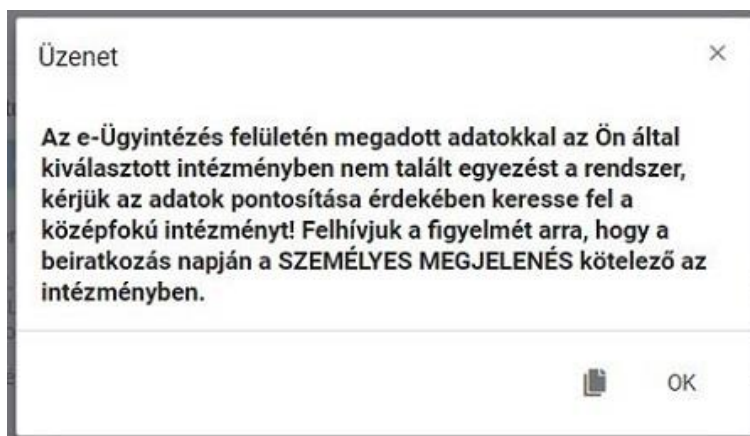 Üzenet
Az e-Ügyintézés felületén megadott adatokkal az Ön által
kiválasztott intézményben nem talált egyezést a rendszer,
kérjük az adatok pontosítása érdekében keresse fel a
középfokú intézményt! Felhívjuk a figyelmét arra, hogy a
beiratkozás napján a SZEMÉLYES MEGJELENÉS kötelező az
intézményben.
OK